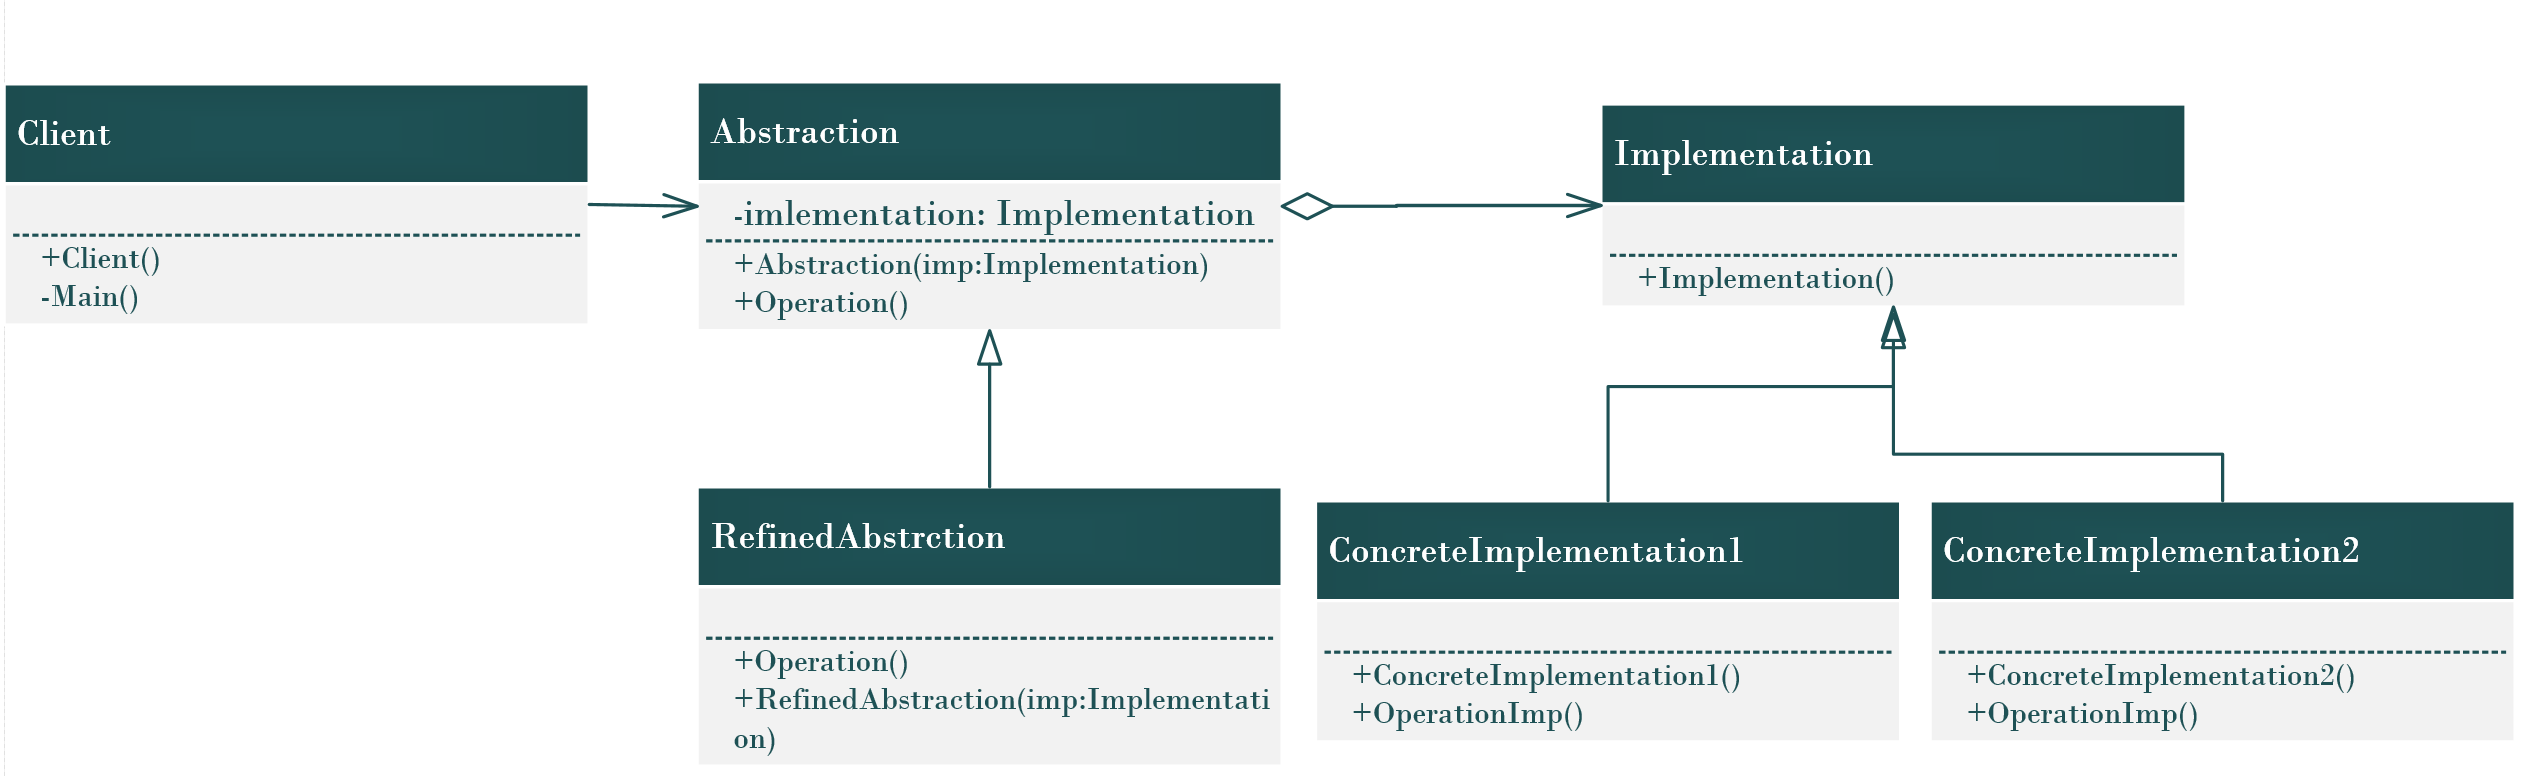 Client
+Client()
-Main()
Abstraction
-imlementation: Implementation
+Abstraction(imp:Implementation)
+Operation()
Implementation
+Implementation()
RefinedAbstrction
+Operation()
+RefinedAbstraction(imp:Implementati
on)
ConcreteImplementation1
+ConcreteImplementation1()
+OperationImp()
ConcreteImplementation2
+ConcreteImplementation2()
+OperationImp()